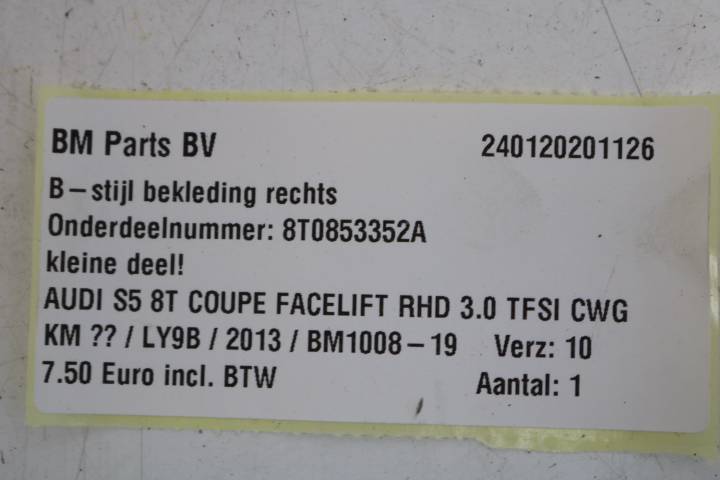 BM Parts BV 240120201126
B-stijl bekleding rechts
Onderdeelnummer: 8T0853352A
kleine deel!
AUDI S5 8T COUPE FACELIFT RHD 3.0 TFSI CWG
KM ?? / LY9B / 2013 / BM1008-19 Verz: 10
7.50 Euro incl. BTW Aantal: 1